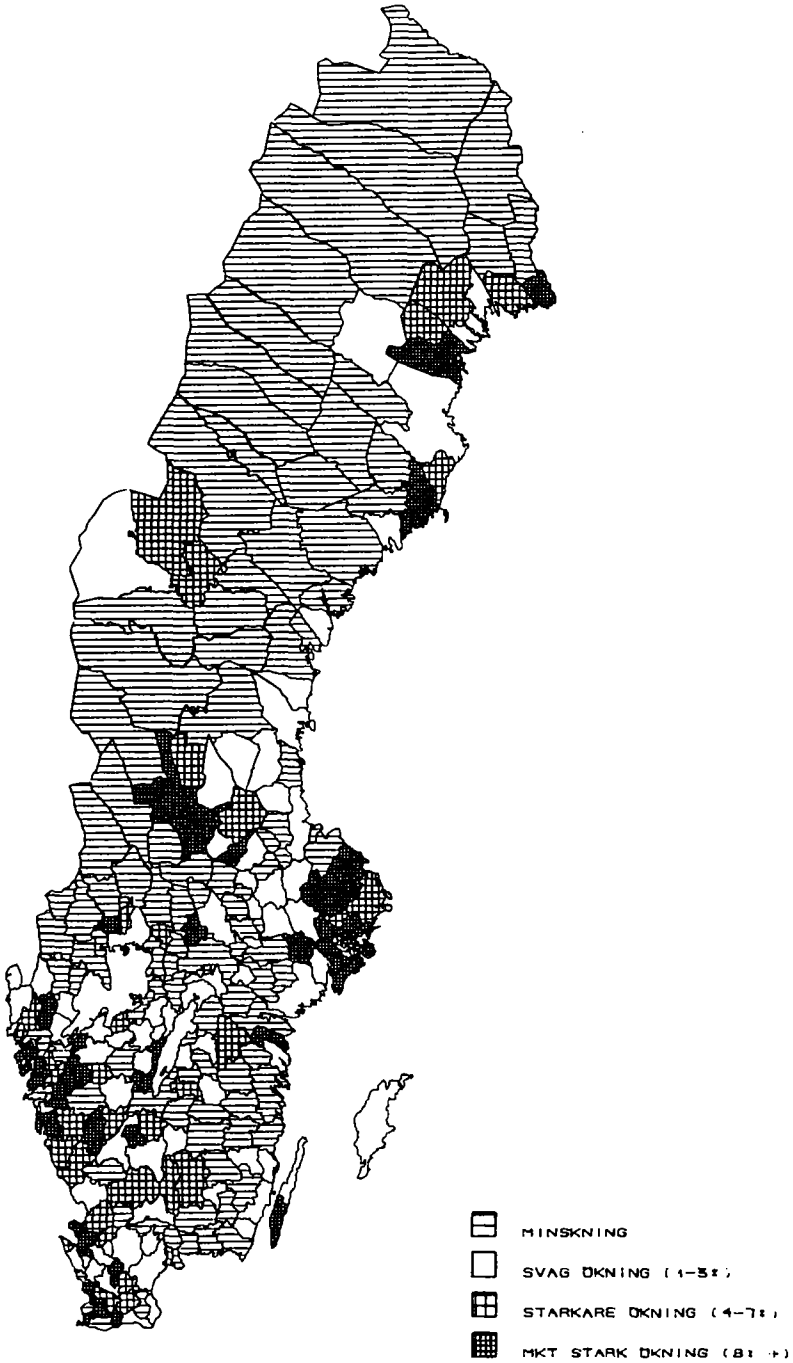 MINSKNING
SVAG ÖKNING (1-3%)
STARKARE ÖKNING (4-7%)
MKT STARK ÖKNING (8% +)